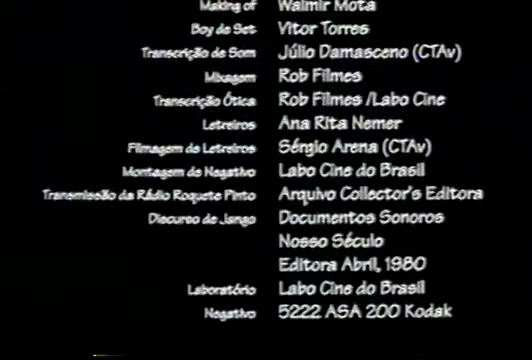 Making of Walmir Mota
Boy de Set Vitor Torres
Transcrição de Som Júlio Damasceno (CTAv)
Mixagem Rob Filmes
Transcrição Ótica Rob Filmes /Labo Cine
Letreiros Ana Rita Nemer
Filmagem de Letreiros Sérgio Arena (CTAv)
Montagem de Negativo Labo Cine do Brasil
Transmissão da Rádio Roquete Pinto Arquivo Collector's Editora
Discurso de Jango Documentos Sonoros
Nosso Século
Editora Abril, 1980
Laboratório Labo Cine do Brasil
Negativo 5222 ASA 200 Kodak